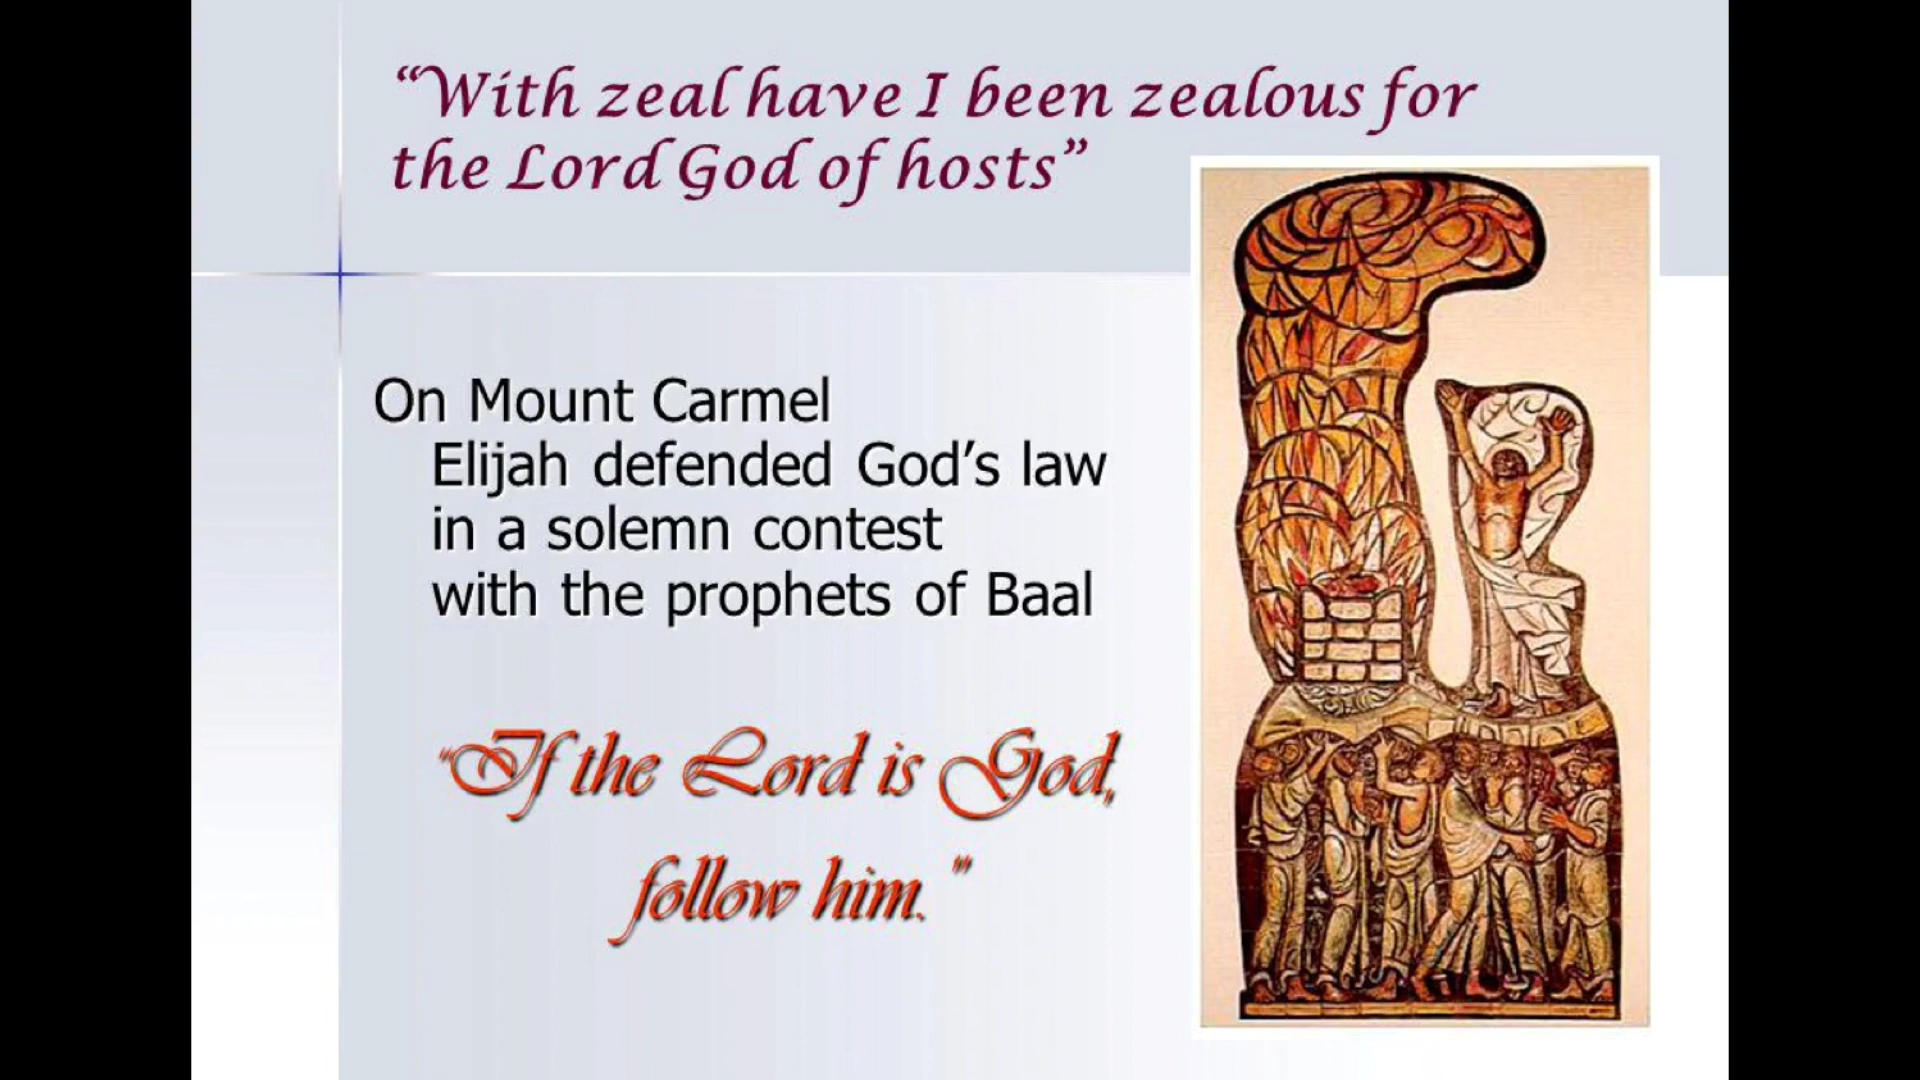 “With zeal have I been zealous for
the Lord God of hosts”
On Mount Carmel
Elijah defended God’s law
in a solemn contest
with the prophets of Baal
"If the Lord is God,
follow him."